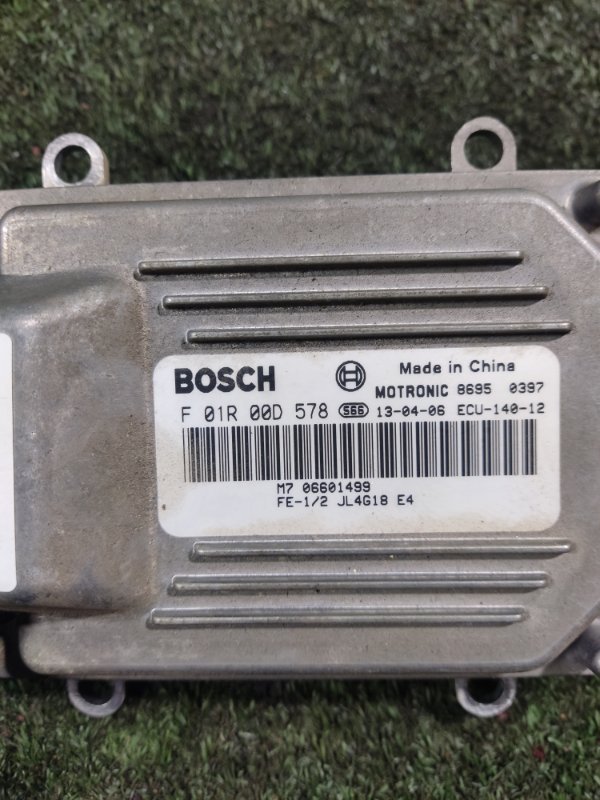 BOSCH
Made in China
MOTRONIC 8695 0397
F 01R 00D 578 S66 13-04-06 ECU-140-12
M7 06601499
FE-1/2 JL4G18 E4